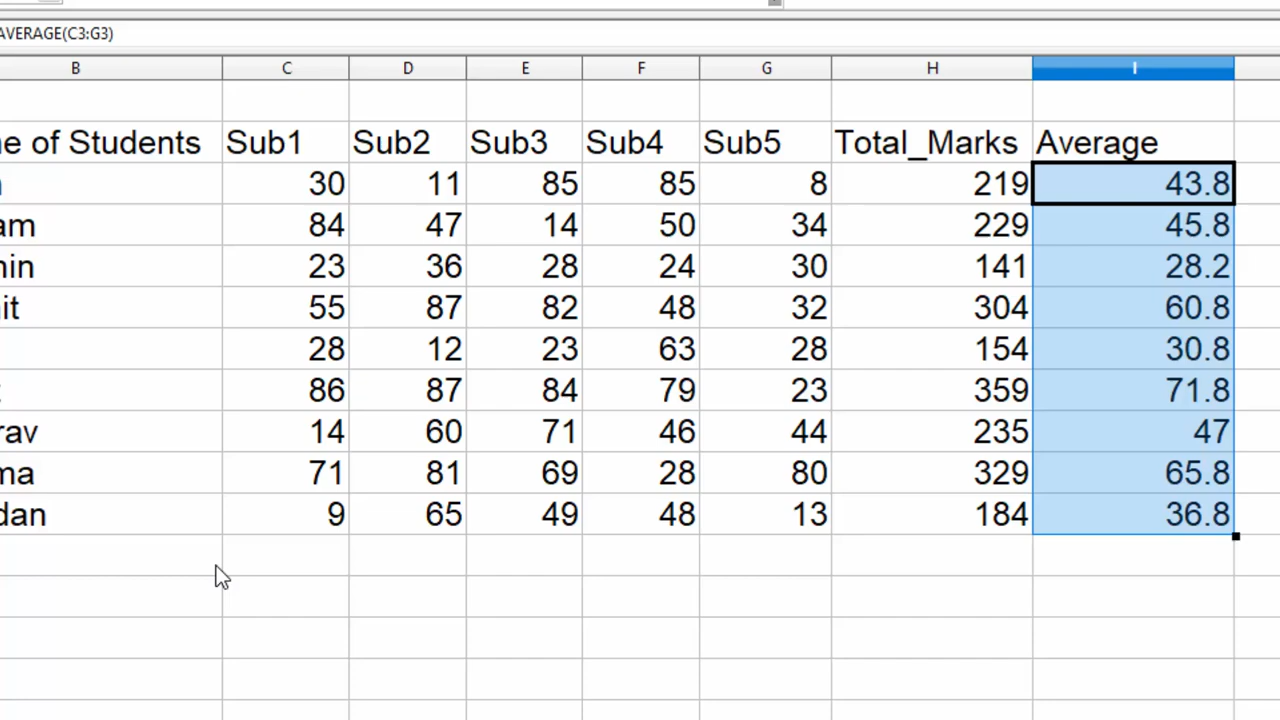 AVERAGE(C3:G3)
B C D E F G H I
e of Students Sub1 Sub2 Sub3 Sub4 Sub5 Total_Marks Average
30 11 85 85 8 219 43.8
am 84 47 14 50 34 229 45.8
in 23 36 28 24 30 141 28.2
it 55 87 82 48 32 304 60.8
28 12 23 63 28 154 30.8
86 87 84 79 23 359 71.8
rav 14 60 71 46 44 235 47
ma 71 81 69 28 80 329 65.8
dan 9 65 49 48 13 184 36.8